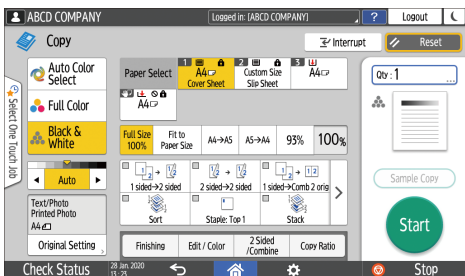 ABCD COMPANY
Logged in: [ABCD COMPANY]
?
Logout
Copy
Interrupt
Reset
Select One Touch Job
Auto Color
Select
Full Color
Black &
White
Auto
Text/Photo
Printed Photo
A4
Original Setting
Paper Select
1
A4
Cover Sheet
2
Custom Size
Slip Sheet
3
A4
A4
Full Size
100%
Fit to
Paper Size
A4→A5
A5→A4
93%
100%
1 sided→2 sided
2 sided→2 sided
1 sided→Comb 2 orig
Sort
Staple: Top 1
Stack
Finishing
Edit / Color
2 Sided
/Combine
Copy Ratio
Qty : 1
...
Sample Copy
Start
Check Status
28 Jan. 2020
Stop